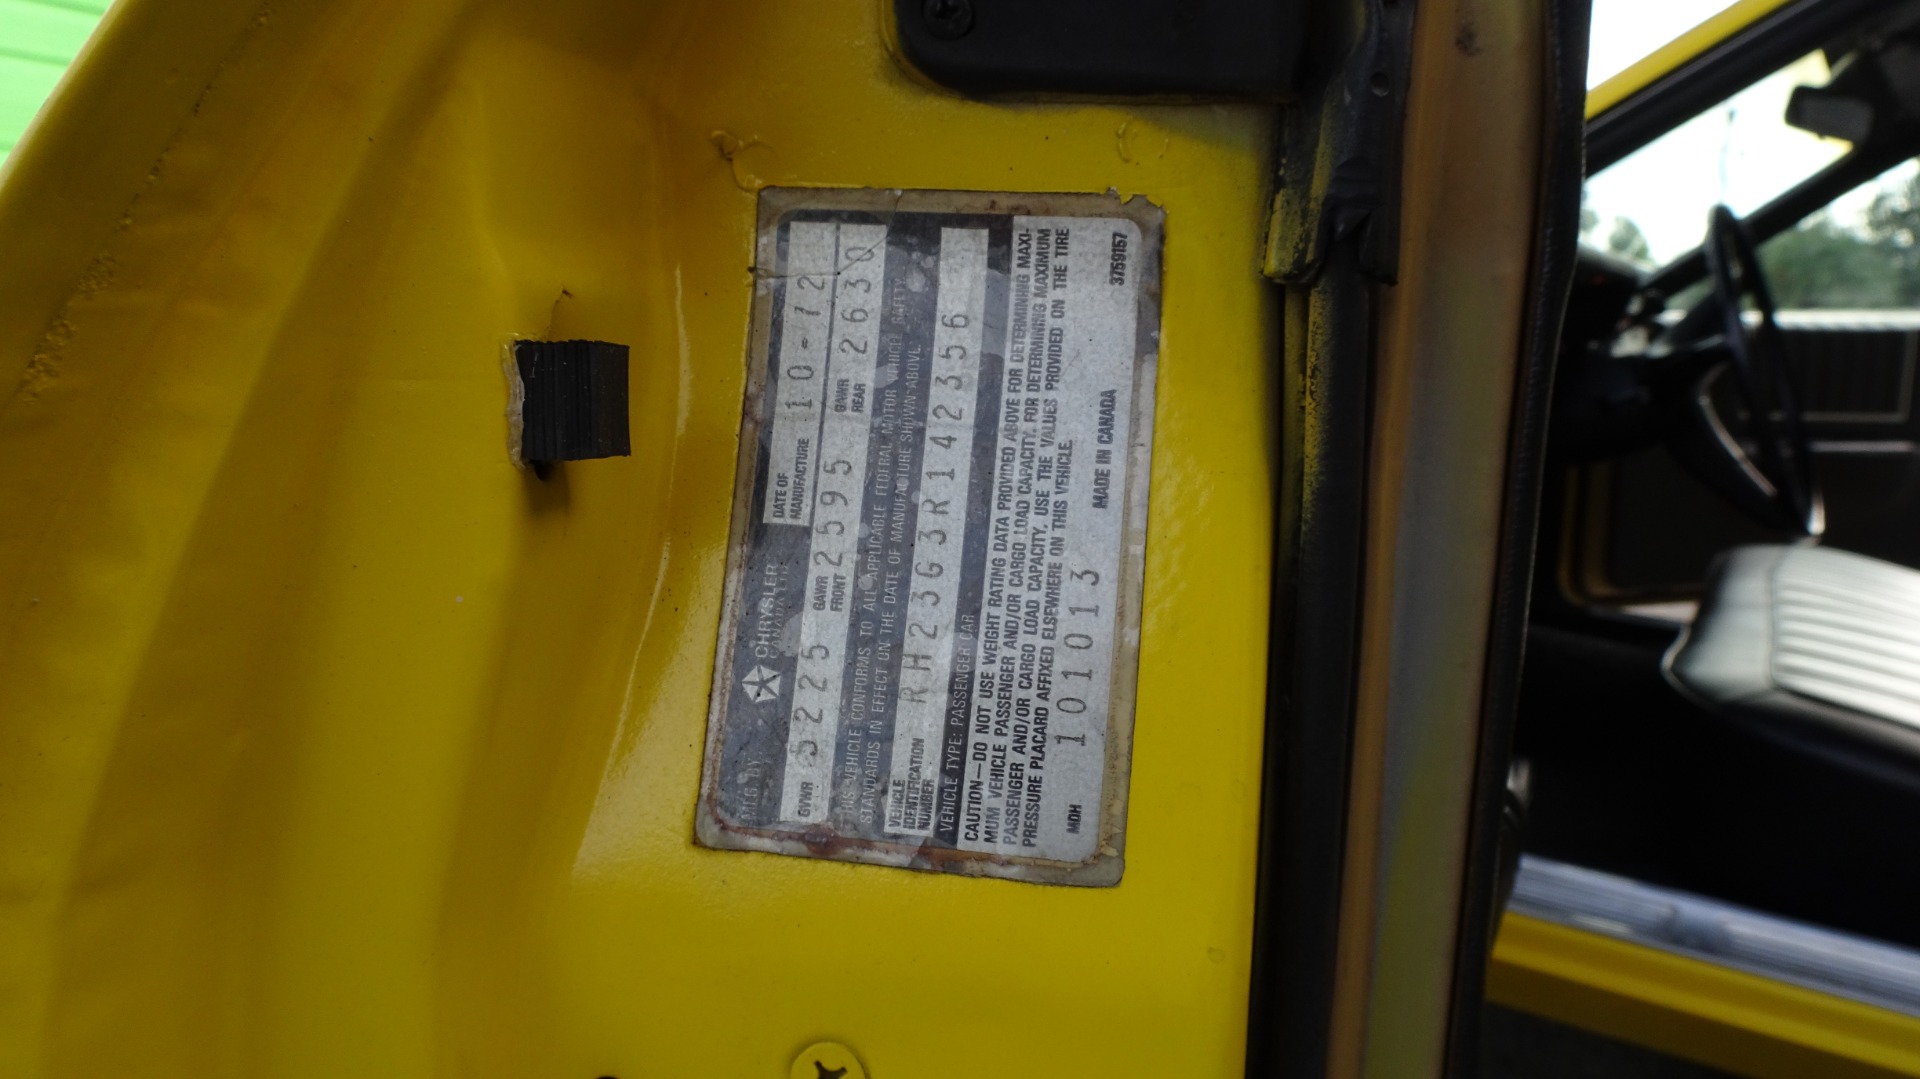 MFG BY CHRYSLER
CANADA LTD.
DATE OF
MANUFACTURE 10-72
GVWR 5225 GAWR
FRONT 2595 GAWR
REAR 2630
THIS VEHICLE CONFORMS TO ALL APPLICABLE FEDERAL MOTOR VEHICLE SAFETY
STANDARDS IN EFFECT ON THE DATE OF MANUFACTURE SHOWN ABOVE.
VEHICLE
IDENTIFICATION
NUMBER RH23G3R142356
VEHICLE TYPE: PASSENGER CAR
CAUTION—DO NOT USE WEIGHT RATING DATA PROVIDED ABOVE FOR DETERMINING MAXI-
MUM VEHICLE PASSENGER AND/OR CARGO LOAD CAPACITY. FOR DETERMINING MAXIMUM
PASSENGER AND/OR CARGO LOAD CAPACITY, USE THE VALUES PROVIDED ON THE TIRE
PRESSURE PLACARD AFFIXED ELSEWHERE ON THIS VEHICLE.
MDH 101013 MADE IN CANADA 3759157